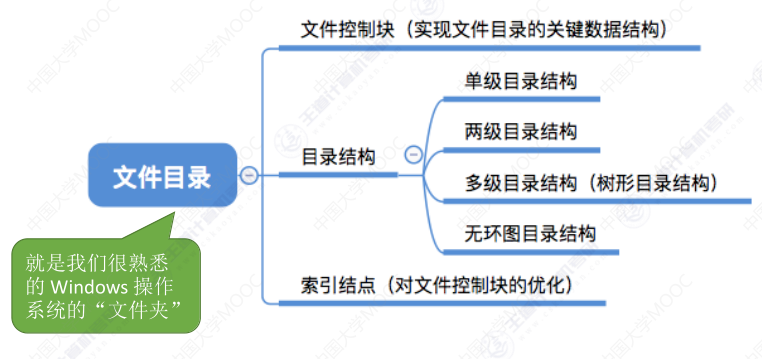 文件控制块（实现文件目录的关键数据结构）
单级目录结构
两级目录结构
目录结构
文件目录
多级目录结构（树形目录结构）
无环图目录结构
就是我们很熟悉
的 Windows 操作
系统的“文件夹”
索引结点（对文件控制块的优化）
中国大学MOOC
王道计算机考研